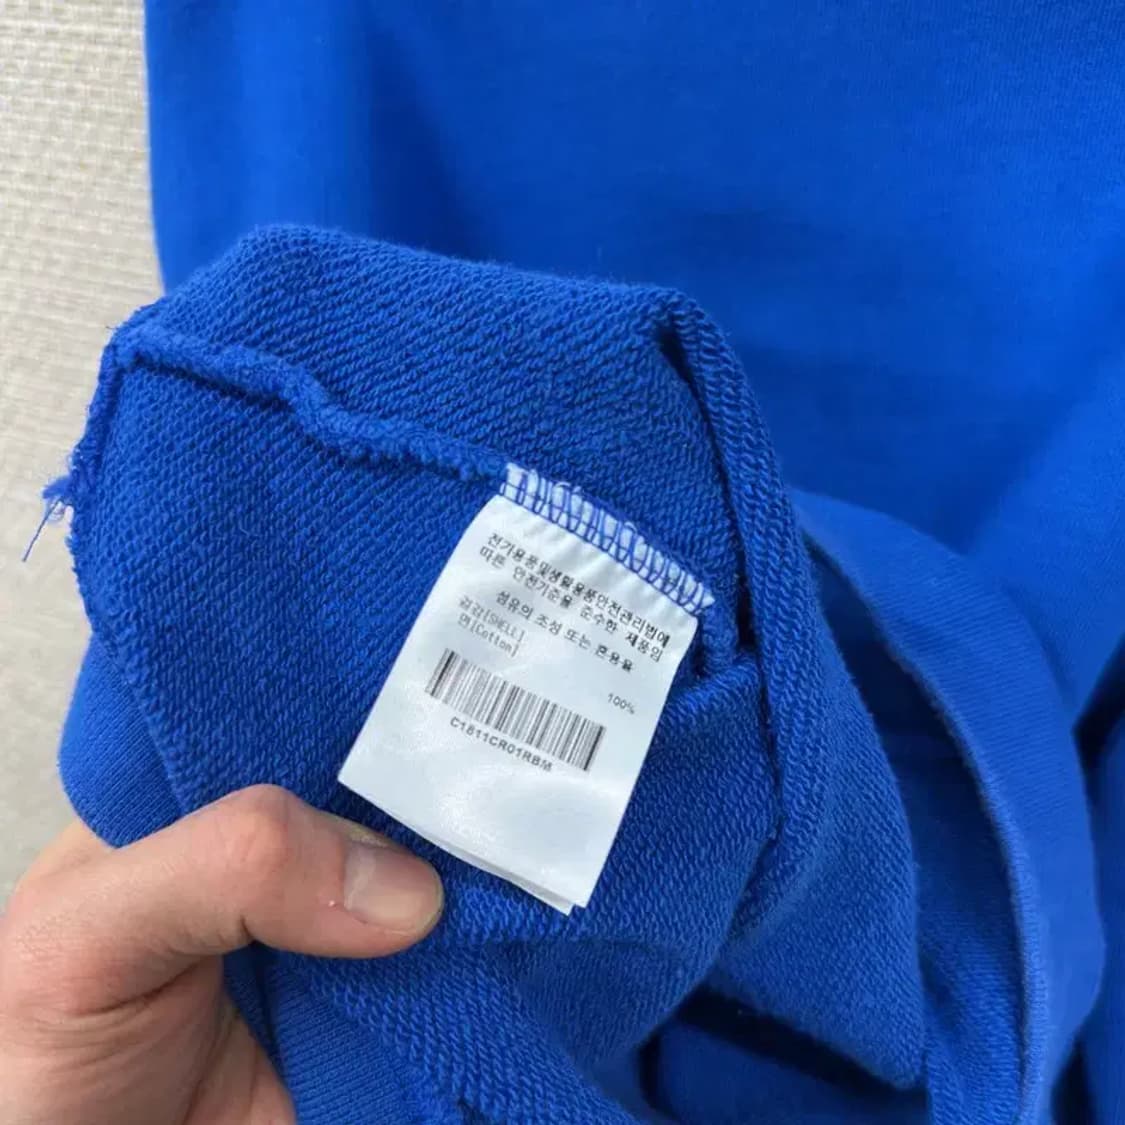 전기용품및생활용품안전관리법에
따른 안전기준을 준수한 제품임
섬유의 조성 또는 혼용율
겉감[SHELL]
면[Cotton] 100%
C1811CR01RBM